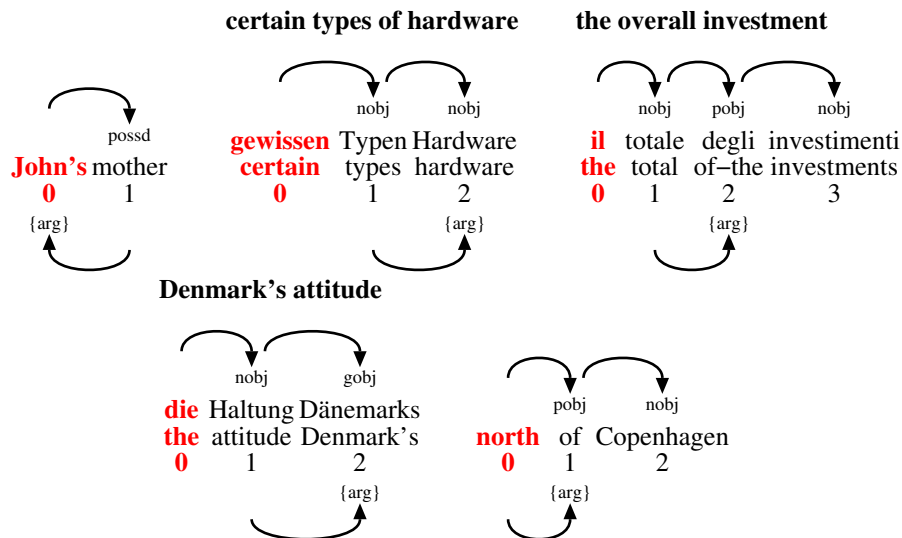 certain types of hardware
the overall investment
possd
John's mother
0 1
{arg}
nobj nobj
gewissen Typen Hardware
certain types hardware
0 1 2
{arg}
nobj pobj nobj
il totale degli investimenti
the total of−the investments
0 1 2 3
{arg}
Denmark's attitude
nobj gobj
die Haltung Dänemarks
the attitude Denmark's
0 1 2
{arg}
pobj nobj
north of Copenhagen
0 1 2
{arg}